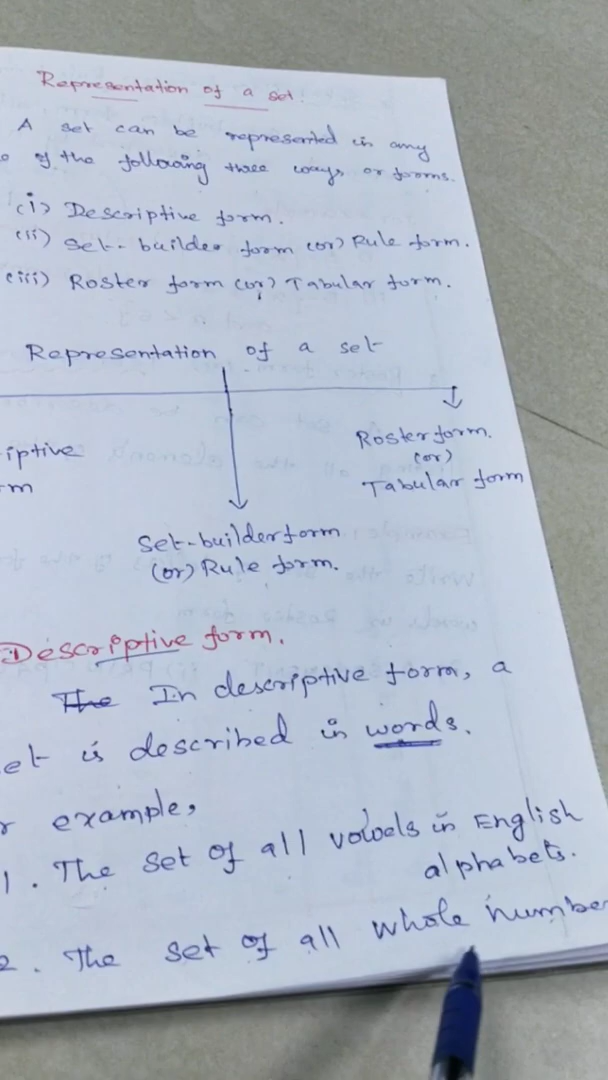 Representation of a set.
A set can be represented in any
of the following three ways or forms.
(i) Descriptive form.
(ii) Set-builder form (or) Rule form.
(iii) Roster form (or) Tabular form.
Representation of a set
iptive
rm
Roster form.
(or)
Tabular form
Set-builder form
(or) Rule form.
Descriptive form.
The In descriptive form, a
et is described in words.
r example,
1. The set of all vowels in English
alphabets.
2. The set of all whole number